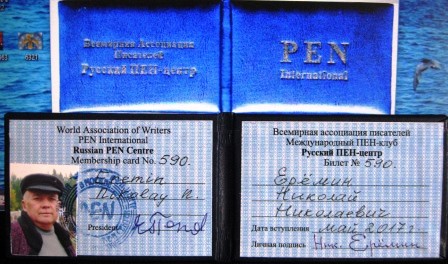 Всемирная Ассоциация
Писателей
Русский ПЕН-центр
PEN
International
World Association of Writers
PEN International
Russian PEN Centre
Membership card No. 590.
Eremin
Nikolay N.
PEN
President
Всемирная ассоциация писателей
Международный ПЕН-клуб
Русский ПЕН-центр
Билет № 590.
Ерёмин
Николай
Николаевич
Дата вступления май 2017 г.
Личная подпись Ник. Ерёмин